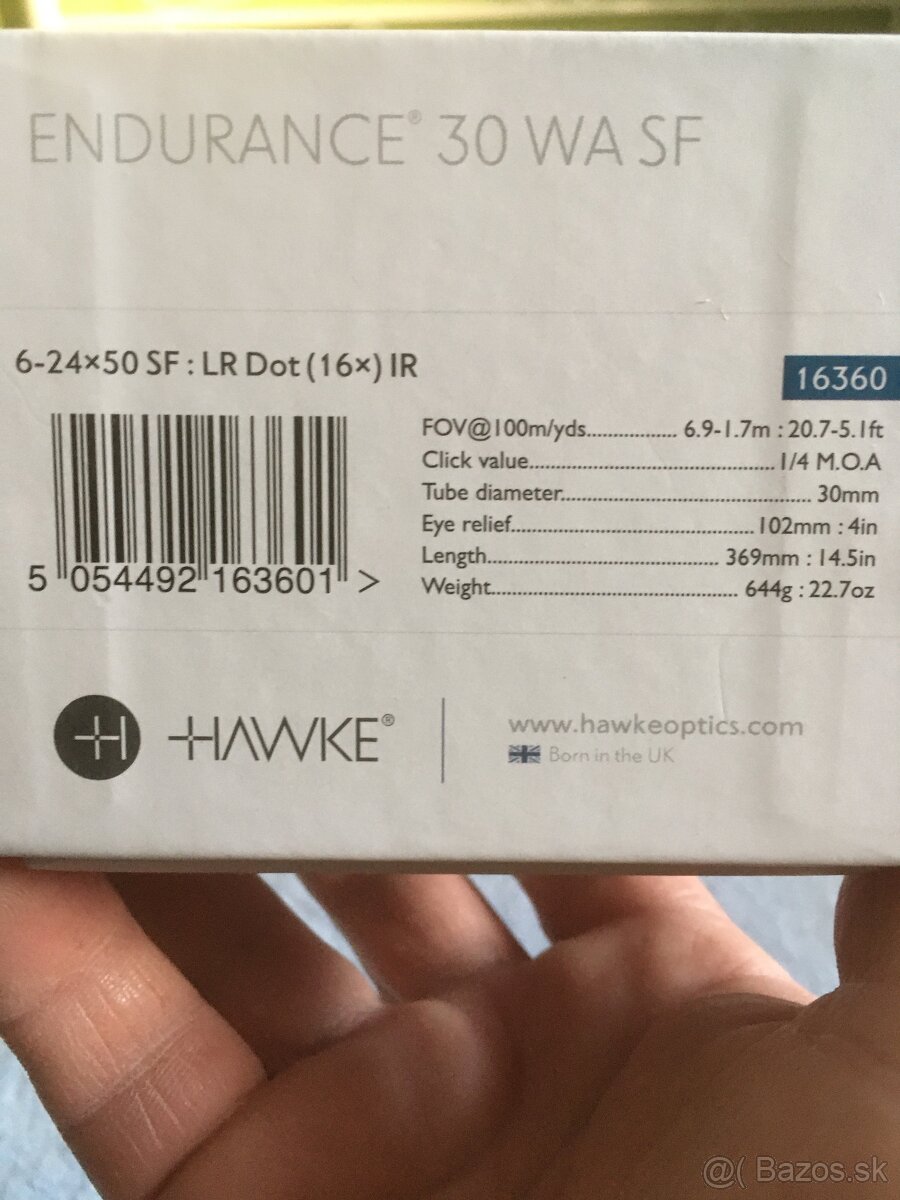 ENDURANCE® 30 WA SF
6-24×50 SF : LR Dot (16×) IR
16360
FOV@100m/yds................. 6.9-1.7m : 20.7-5.1ft
Click value............................................. 1/4 M.O.A
Tube diameter.............................................. 30mm
Eye relief............................................. 102mm : 4in
Length........................................... 369mm : 14.5in
Weight.............................................. 644g : 22.7oz
5 054492 163601 >
H HAWKE®
www.hawkeoptics.com
Born in the UK
@( Bazos.sk